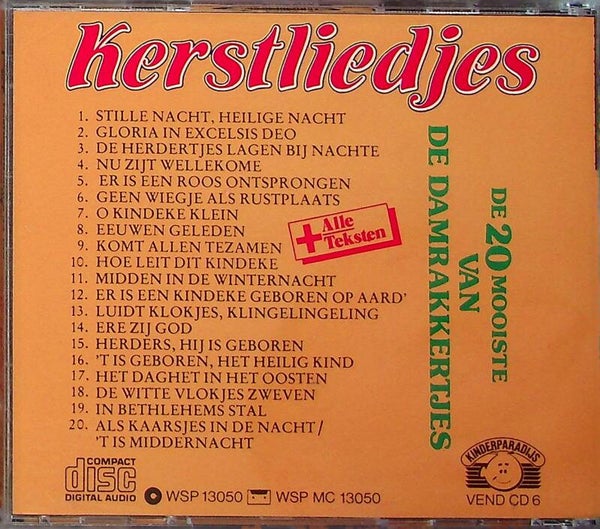 Kerstliedjes
1. STILLE NACHT, HEILIGE NACHT
2. GLORIA IN EXCELSIS DEO
3. DE HERDERTJES LAGEN BIJ NACHTE
4. NU ZIJT WELLEKOME
5. ER IS EEN ROOS ONTSPRONGEN
6. GEEN WIEGJE ALS RUSTPLAATS
7. O KINDEKE KLEIN
8. EEUWEN GELEDEN
9. KOMT ALLEN TEZAMEN
10. HOE LEIT DIT KINDEKE
11. MIDDEN IN DE WINTERNACHT
12. ER IS EEN KINDEKE GEBOREN OP AARD'
13. LUIDT KLOKJES, KLINGELINGELING
14. ERE ZIJ GOD
15. HERDERS, HIJ IS GEBOREN
16. 'T IS GEBOREN, HET HEILIG KIND
17. HET DAGHET IN HET OOSTEN
18. DE WITTE VLOKJES ZWEVEN
19. IN BETHLEHEMS STAL
20. ALS KAARSJES IN DE NACHT/
'T IS MIDDERNACHT
+ Alle
Teksten
DE 20 MOOISTE
VAN
DE DAMRAKKERTJES
COMPACT
disc
DIGITAL AUDIO
WSP 13050 WSP MC 13050
KINDERPARADIJS
VEND CD 6